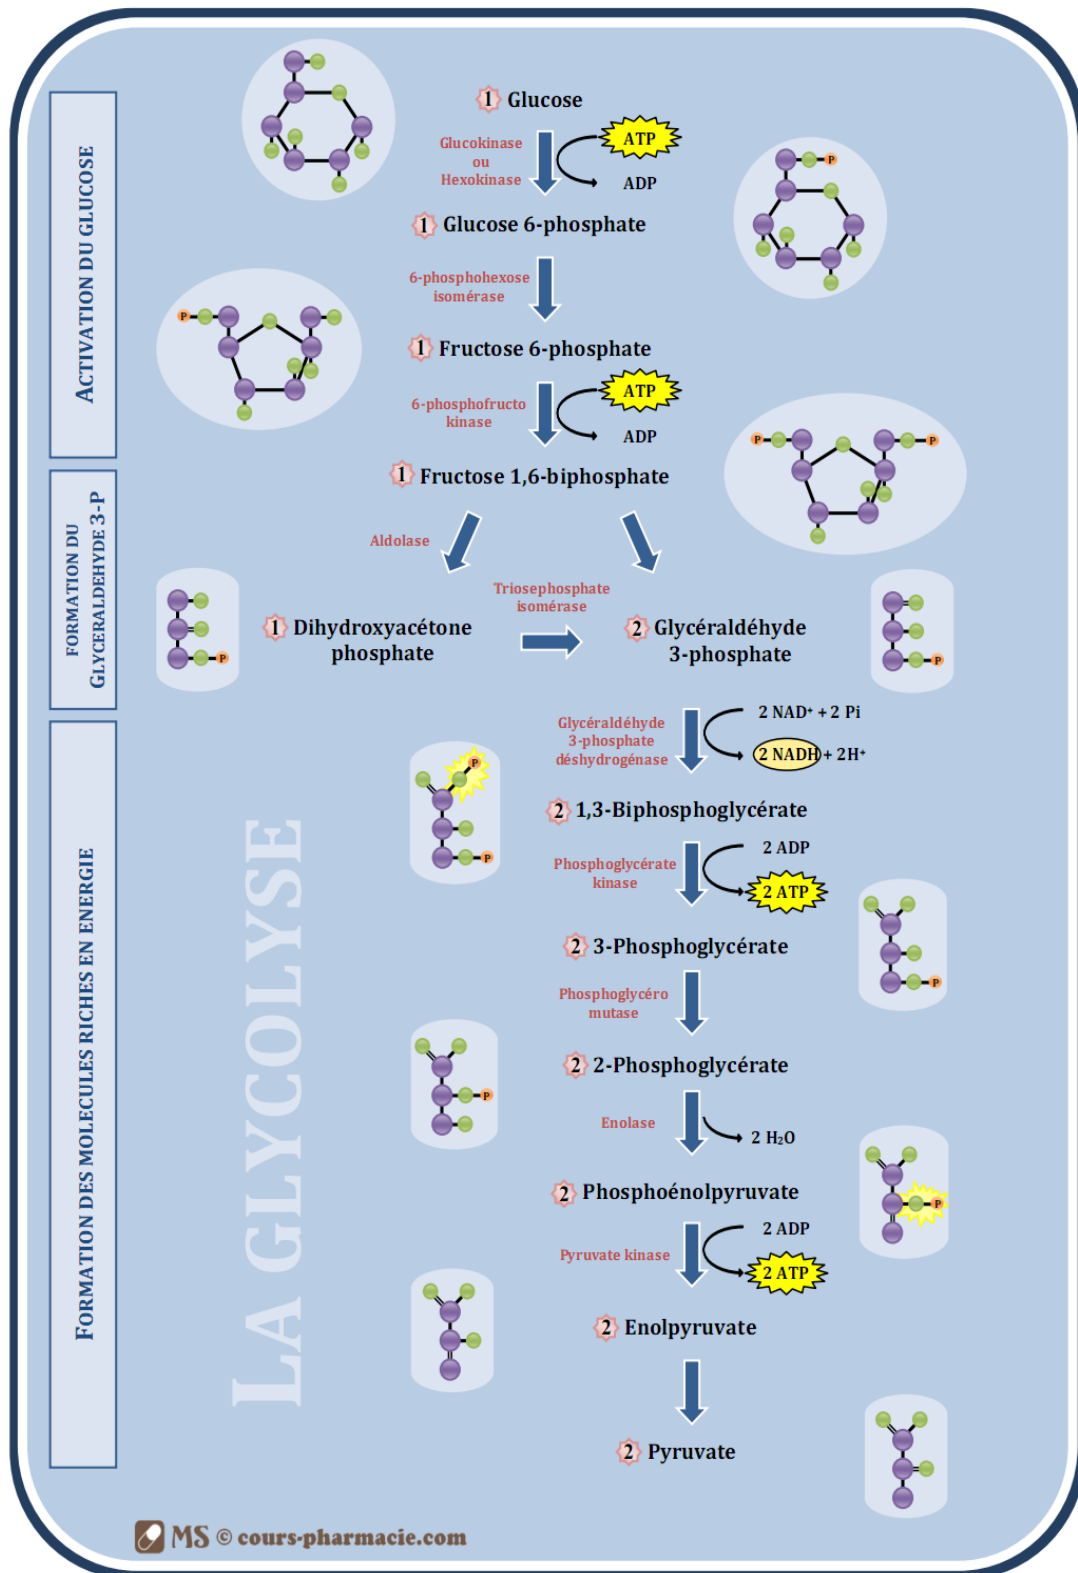 ACTIVATION DU GLUCOSE
1 Glucose
Glucokinase
ou
Hexokinase
ATP
ADP
1 Glucose 6-phosphate
P
6-phosphohexose
isomérase
P
1 Fructose 6-phosphate
6-phosphofructo
kinase
ATP
ADP
1 Fructose 1,6-biphosphate
P
P
FORMATION DU
GLYCERALDEHYDE 3-P
Aldolase
Triosephosphate
isomérase
1 Dihydroxyacétone
phosphate
P
2 Glycéraldéhyde
3-phosphate
P
FORMATION DES MOLECULES RICHES EN ENERGIE
LA GLYCOLYSE
Glycéraldéhyde
3-phosphate
déshydrogénase
2 NAD⁺ + 2 Pi
2 NADH + 2H⁺
P
P
2 1,3-Biphosphoglycérate
Phosphoglycérate
kinase
2 ADP
2 ATP
2 3-Phosphoglycérate
P
Phosphoglycéro
mutase
2 2-Phosphoglycérate
P
Enolase
2 H₂O
2 Phosphoénolpyruvate
P
Pyruvate kinase
2 ADP
2 ATP
2 Enolpyruvate
2 Pyruvate
MS © cours-pharmacie.com